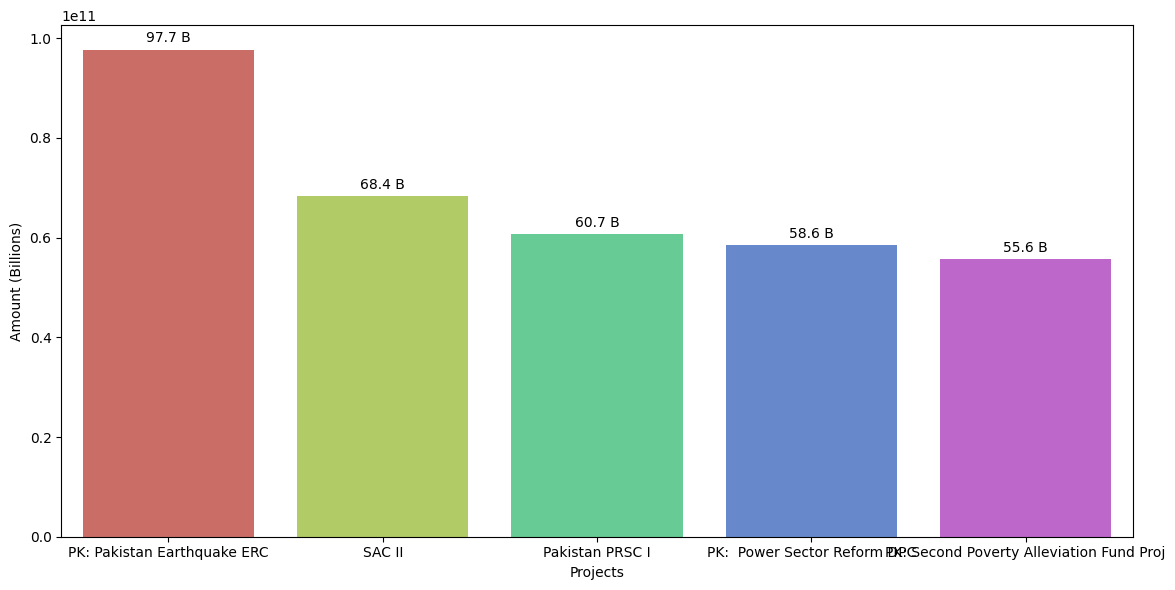 1e11
1.0
0.8
0.6
0.4
0.2
0.0
Amount (Billions)
97.7 B
68.4 B
60.7 B
58.6 B
55.6 B
PK: Pakistan Earthquake ERC
SAC II
Pakistan PRSC I
PK:  Power Sector Reform DPC
PK: Second Poverty Alleviation Fund Proj
Projects